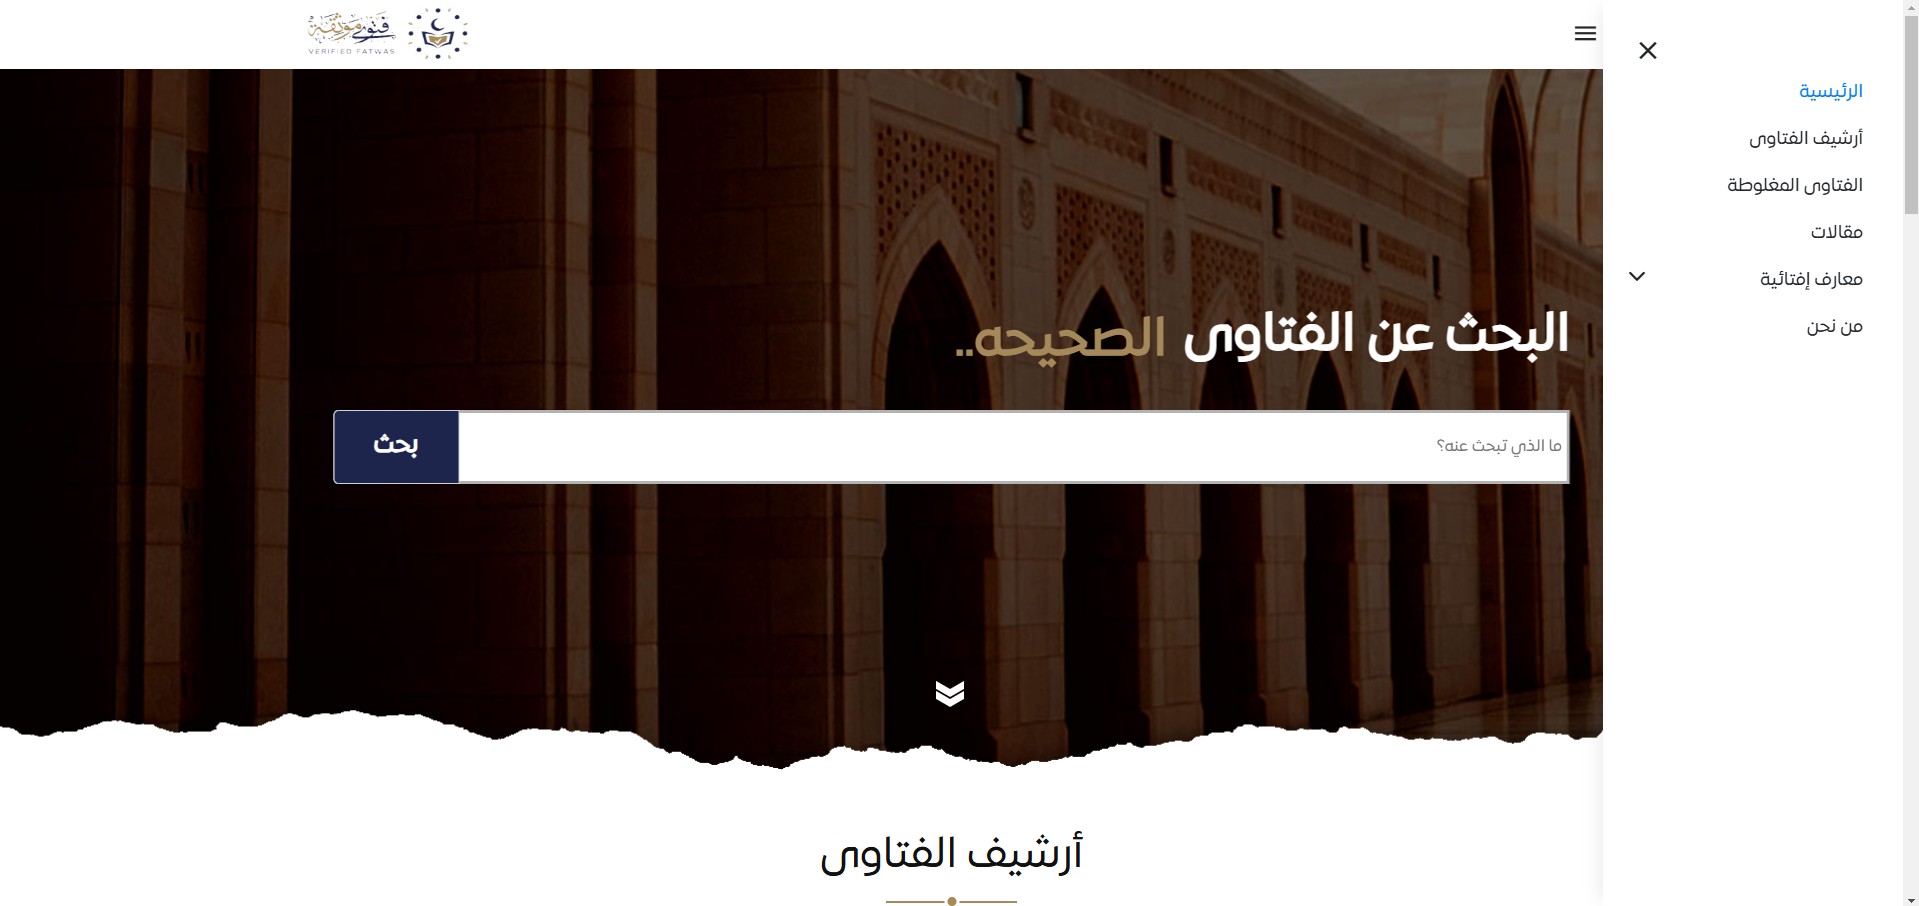 فتوى موثقة
VERIFIED FATWAS
الرئيسية
أرشيف الفتاوى
الفتاوى المغلوطة
مقالات
معارف إفتائية
من نحن
البحث عن الفتاوى الصحيحه..
ما الذي تبحث عنه؟
بحث
أرشيف الفتاوى